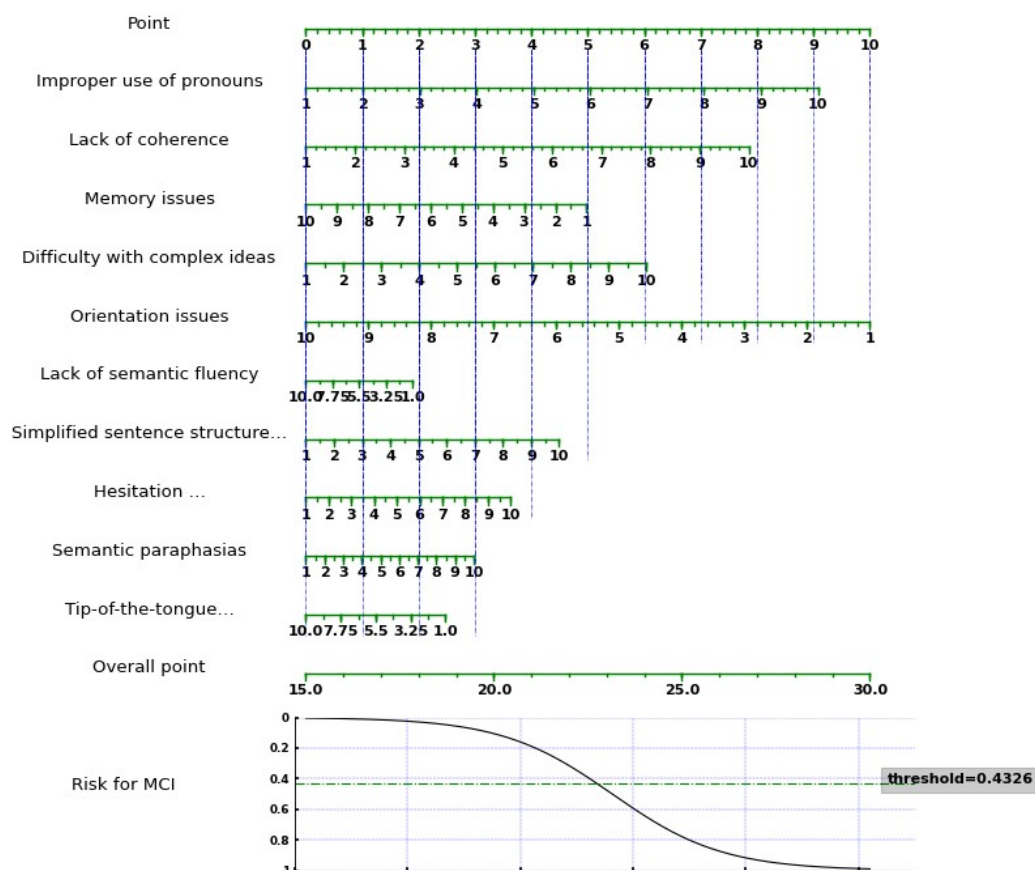 Point
0 1 2 3 4 5 6 7 8 9 10
Improper use of pronouns
1 2 3 4 5 6 7 8 9 10
Lack of coherence
1 2 3 4 5 6 7 8 9 10
Memory issues
10 9 8 7 6 5 4 3 2 1
Difficulty with complex ideas
1 2 3 4 5 6 7 8 9 10
Orientation issues
10 9 8 7 6 5 4 3 2 1
Lack of semantic fluency
10.0 7.75 5.5 3.25 1.0
Simplified sentence structure...
1 2 3 4 5 6 7 8 9 10
Hesitation ...
1 2 3 4 5 6 7 8 9 10
Semantic paraphasias
1 2 3 4 5 6 7 8 9 10
Tip-of-the-tongue...
10.0 7.75 5.5 3.25 1.0
Overall point
15.0 20.0 25.0 30.0
Risk for MCI
0
0.2
0.4
0.6
0.8
1
threshold=0.4326